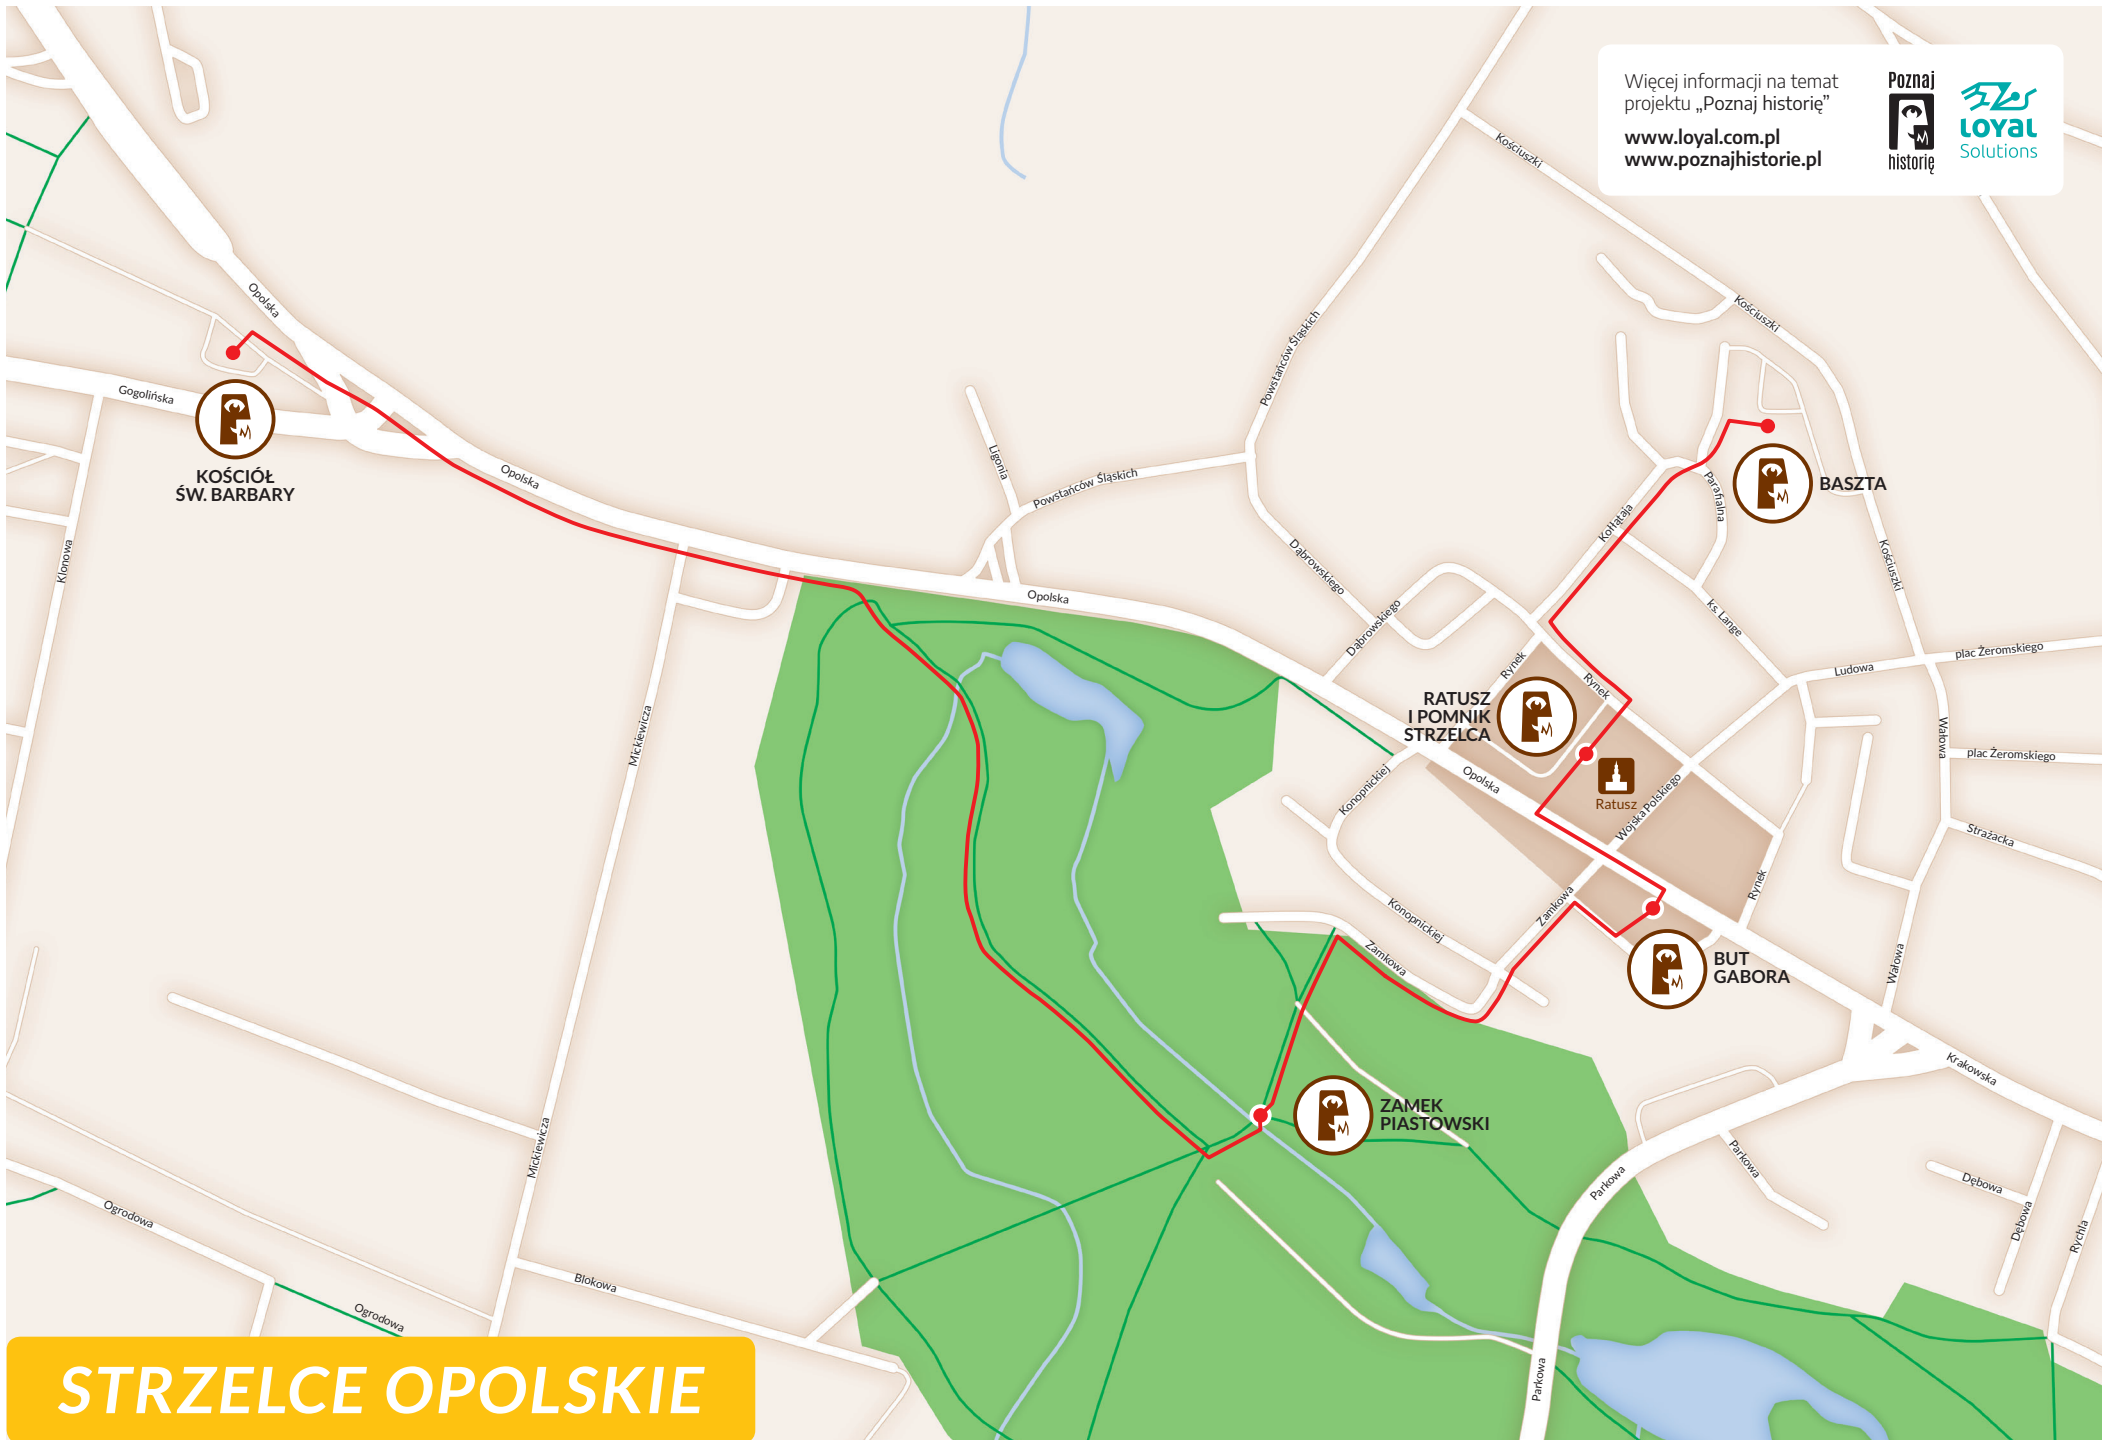 Więcej informacji na temat
projektu „Poznaj historię”
www.loyal.com.pl
www.poznajhistorie.pl
Poznaj
historię
LOYAL
Solutions
Kościuszki
Opolska
Kościuszki
Powstańców Śląskich
Gogolińska
KOŚCIÓŁ
ŚW. BARBARY
Opolska
Ligonia
Powstańców Śląskich
Parafialna
BASZTA
Kołłątaja
Klonowa
Dąbrowskiego
Kościuszki
Opolska
Dąbrowskiego
ks. Lange
plac Żeromskiego
Ludowa
Rynek
Rynek
RATUSZ
I POMNIK
STRZELCA
Mickiewicza
Wałowa
plac Żeromskiego
Opolska
Konopnickiej
Ratusz
Wojska Polskiego
Strażacka
Rynek
Zamkowa
Konopnickiej
Zamkowa
BUT
GABORA
Wałowa
Krakowska
ZAMEK
PIASTOWSKI
Mickiewicza
Parkowa
Parkowa
Dębowa
Dębowa
Rychla
Ogrodowa
Blokowa
Ogrodowa
Parkowa
STRZELCE OPOLSKIE